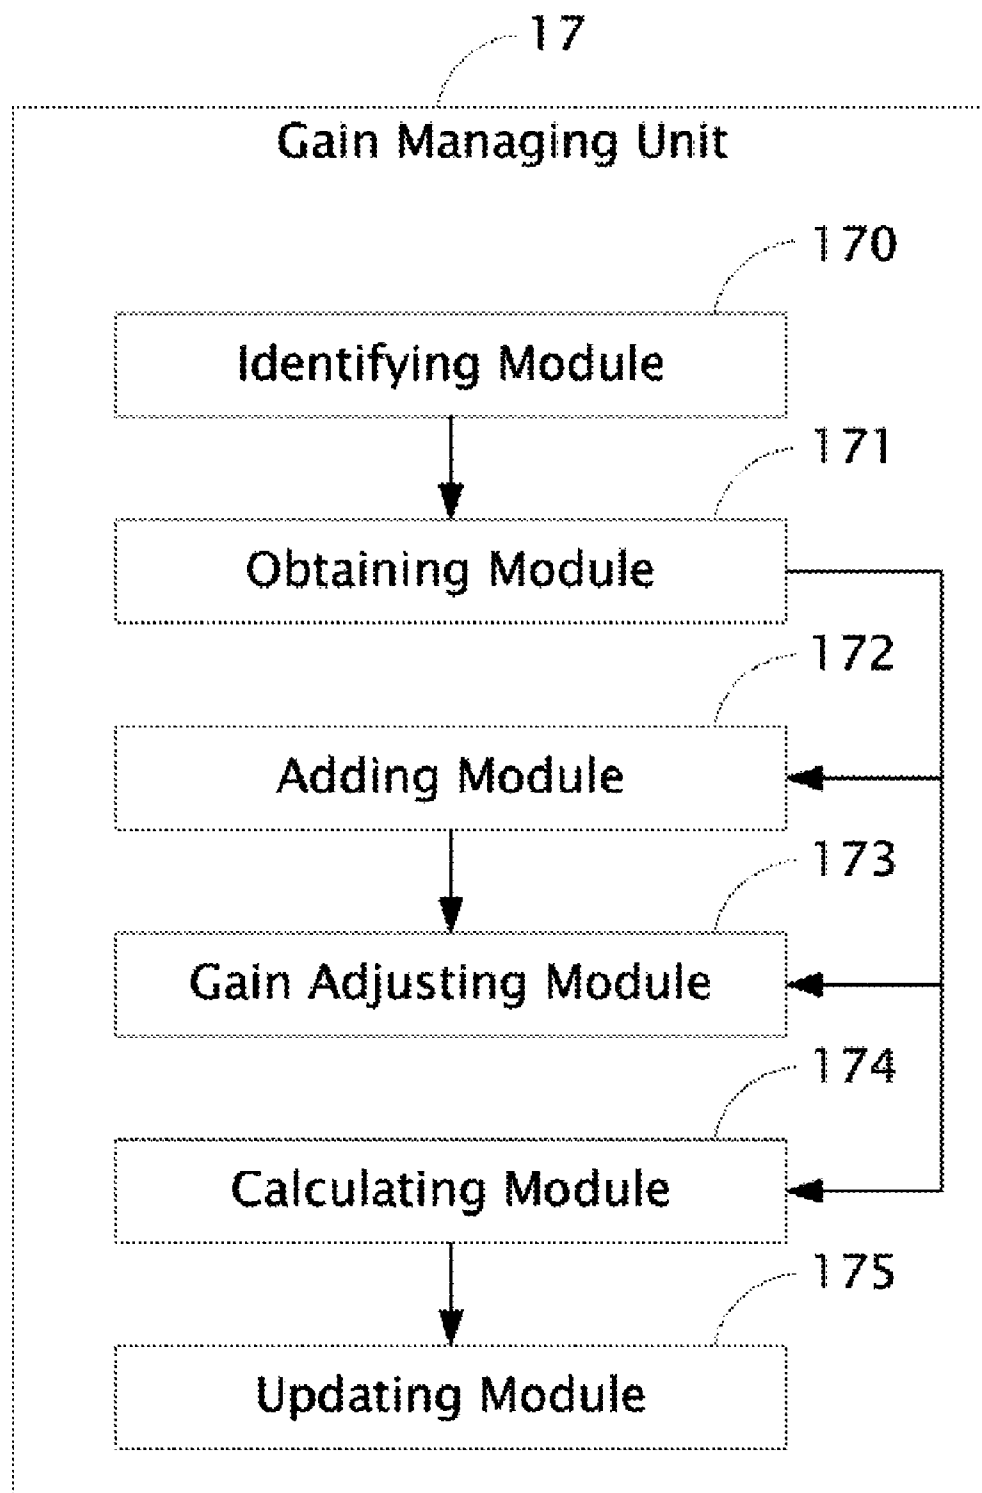 17
Gain Managing Unit
170
Identifying Module
171
Obtaining Module
172
Adding Module
173
Gain Adjusting Module
174
Calculating Module
175
Updating Module